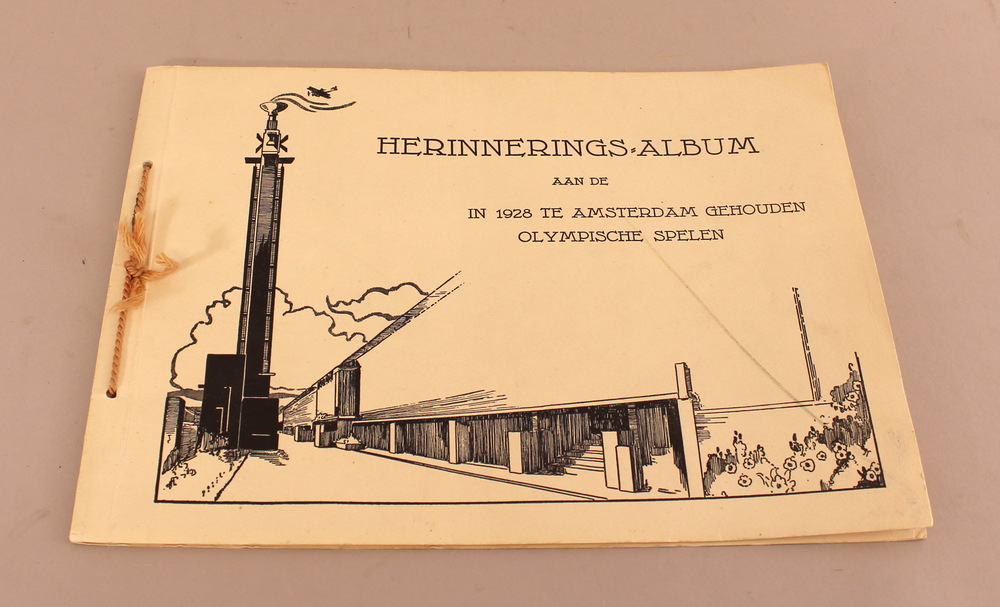 HERINNERINGS=ALBUM
AAN DE
IN 1928 TE AMSTERDAM GEHOUDEN
OLYMPISCHE SPELEN